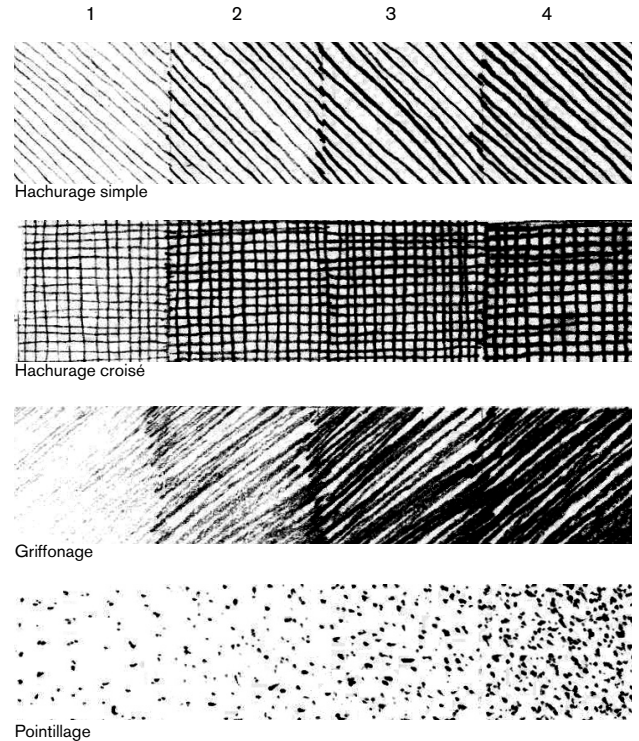 1 2 3 4
Hachurage simple
Hachurage croisé
Griffonage
Pointillage